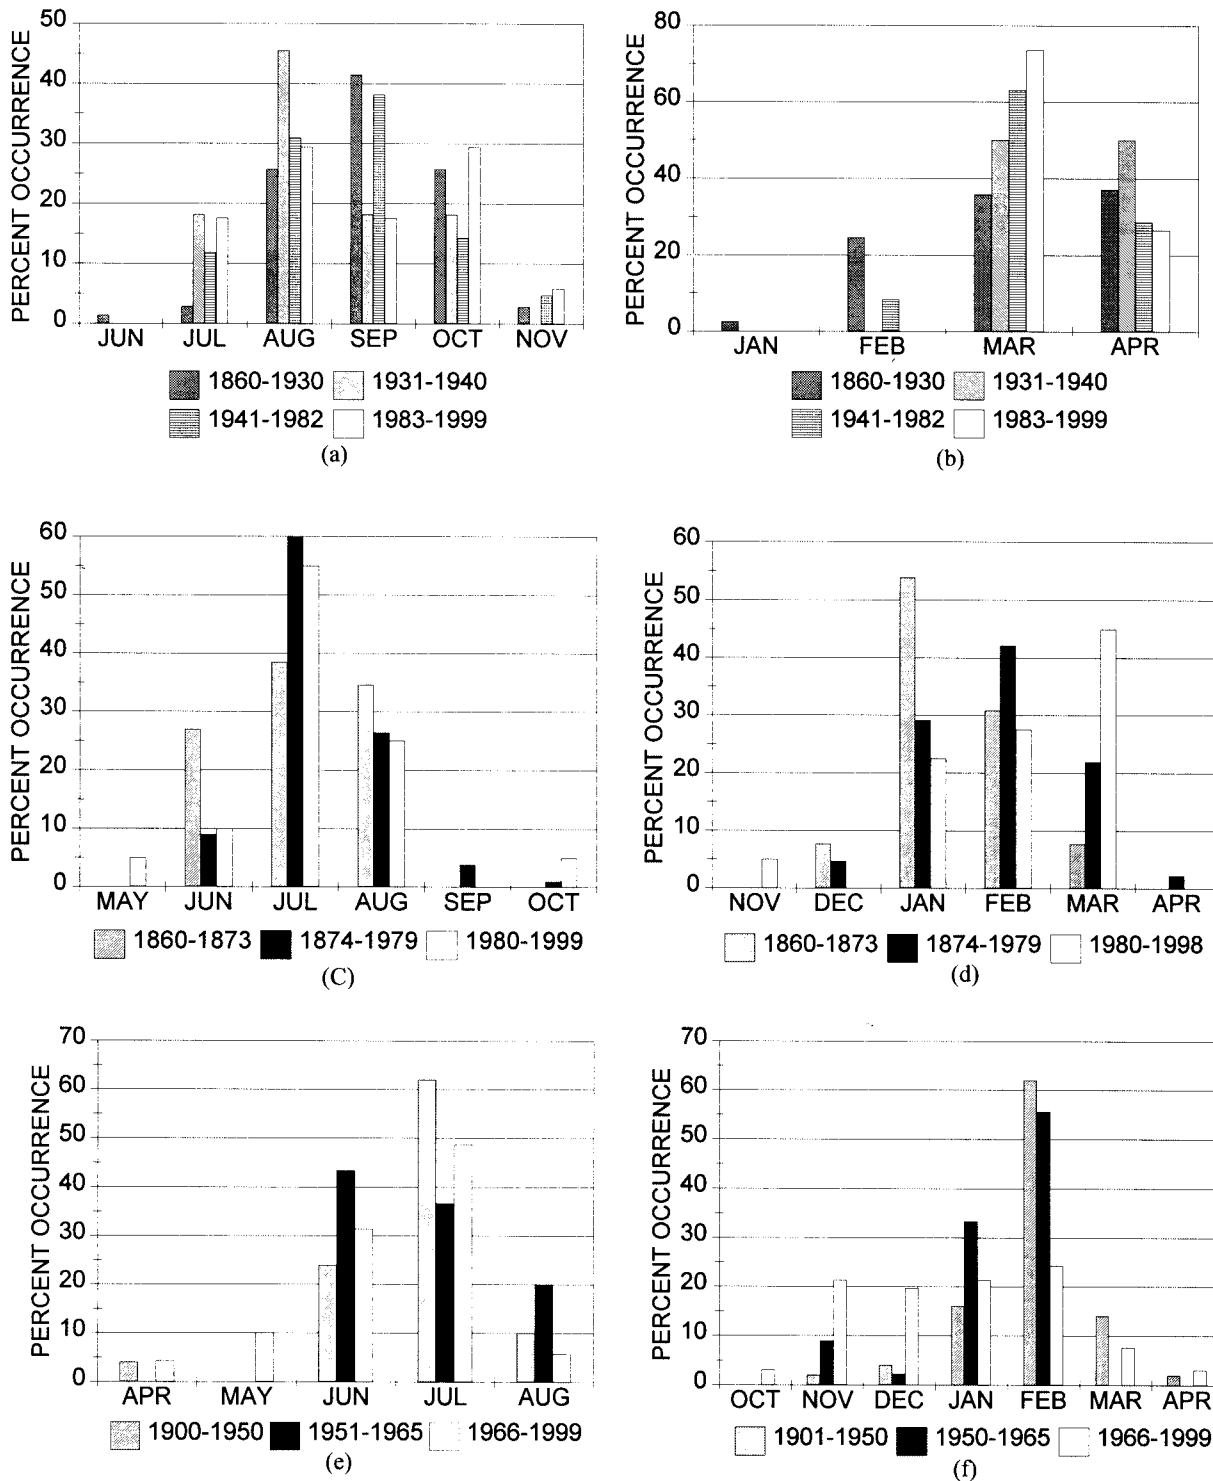 PERCENT OCCURRENCE
50
40
30
20
10
0
JUN JUL AUG SEP OCT NOV
1860-1930 1931-1940
1941-1982 1983-1999
(a)
PERCENT OCCURRENCE
80
60
40
20
0
JAN FEB MAR APR
1860-1930 1931-1940
1941-1982 1983-1999
(b)
PERCENT OCCURRENCE
60
50
40
30
20
10
0
MAY JUN JUL AUG SEP OCT
1860-1873 1874-1979 1980-1999
(C)
PERCENT OCCURRENCE
60
50
40
30
20
10
0
NOV DEC JAN FEB MAR APR
1860-1873 1874-1979 1980-1998
(d)
PERCENT OCCURRENCE
70
60
50
40
30
20
10
0
APR MAY JUN JUL AUG
1900-1950 1951-1965 1966-1999
(e)
PERCENT OCCURRENCE
70
60
50
40
30
20
10
0
OCT NOV DEC JAN FEB MAR APR
1901-1950 1950-1965 1966-1999
(f)